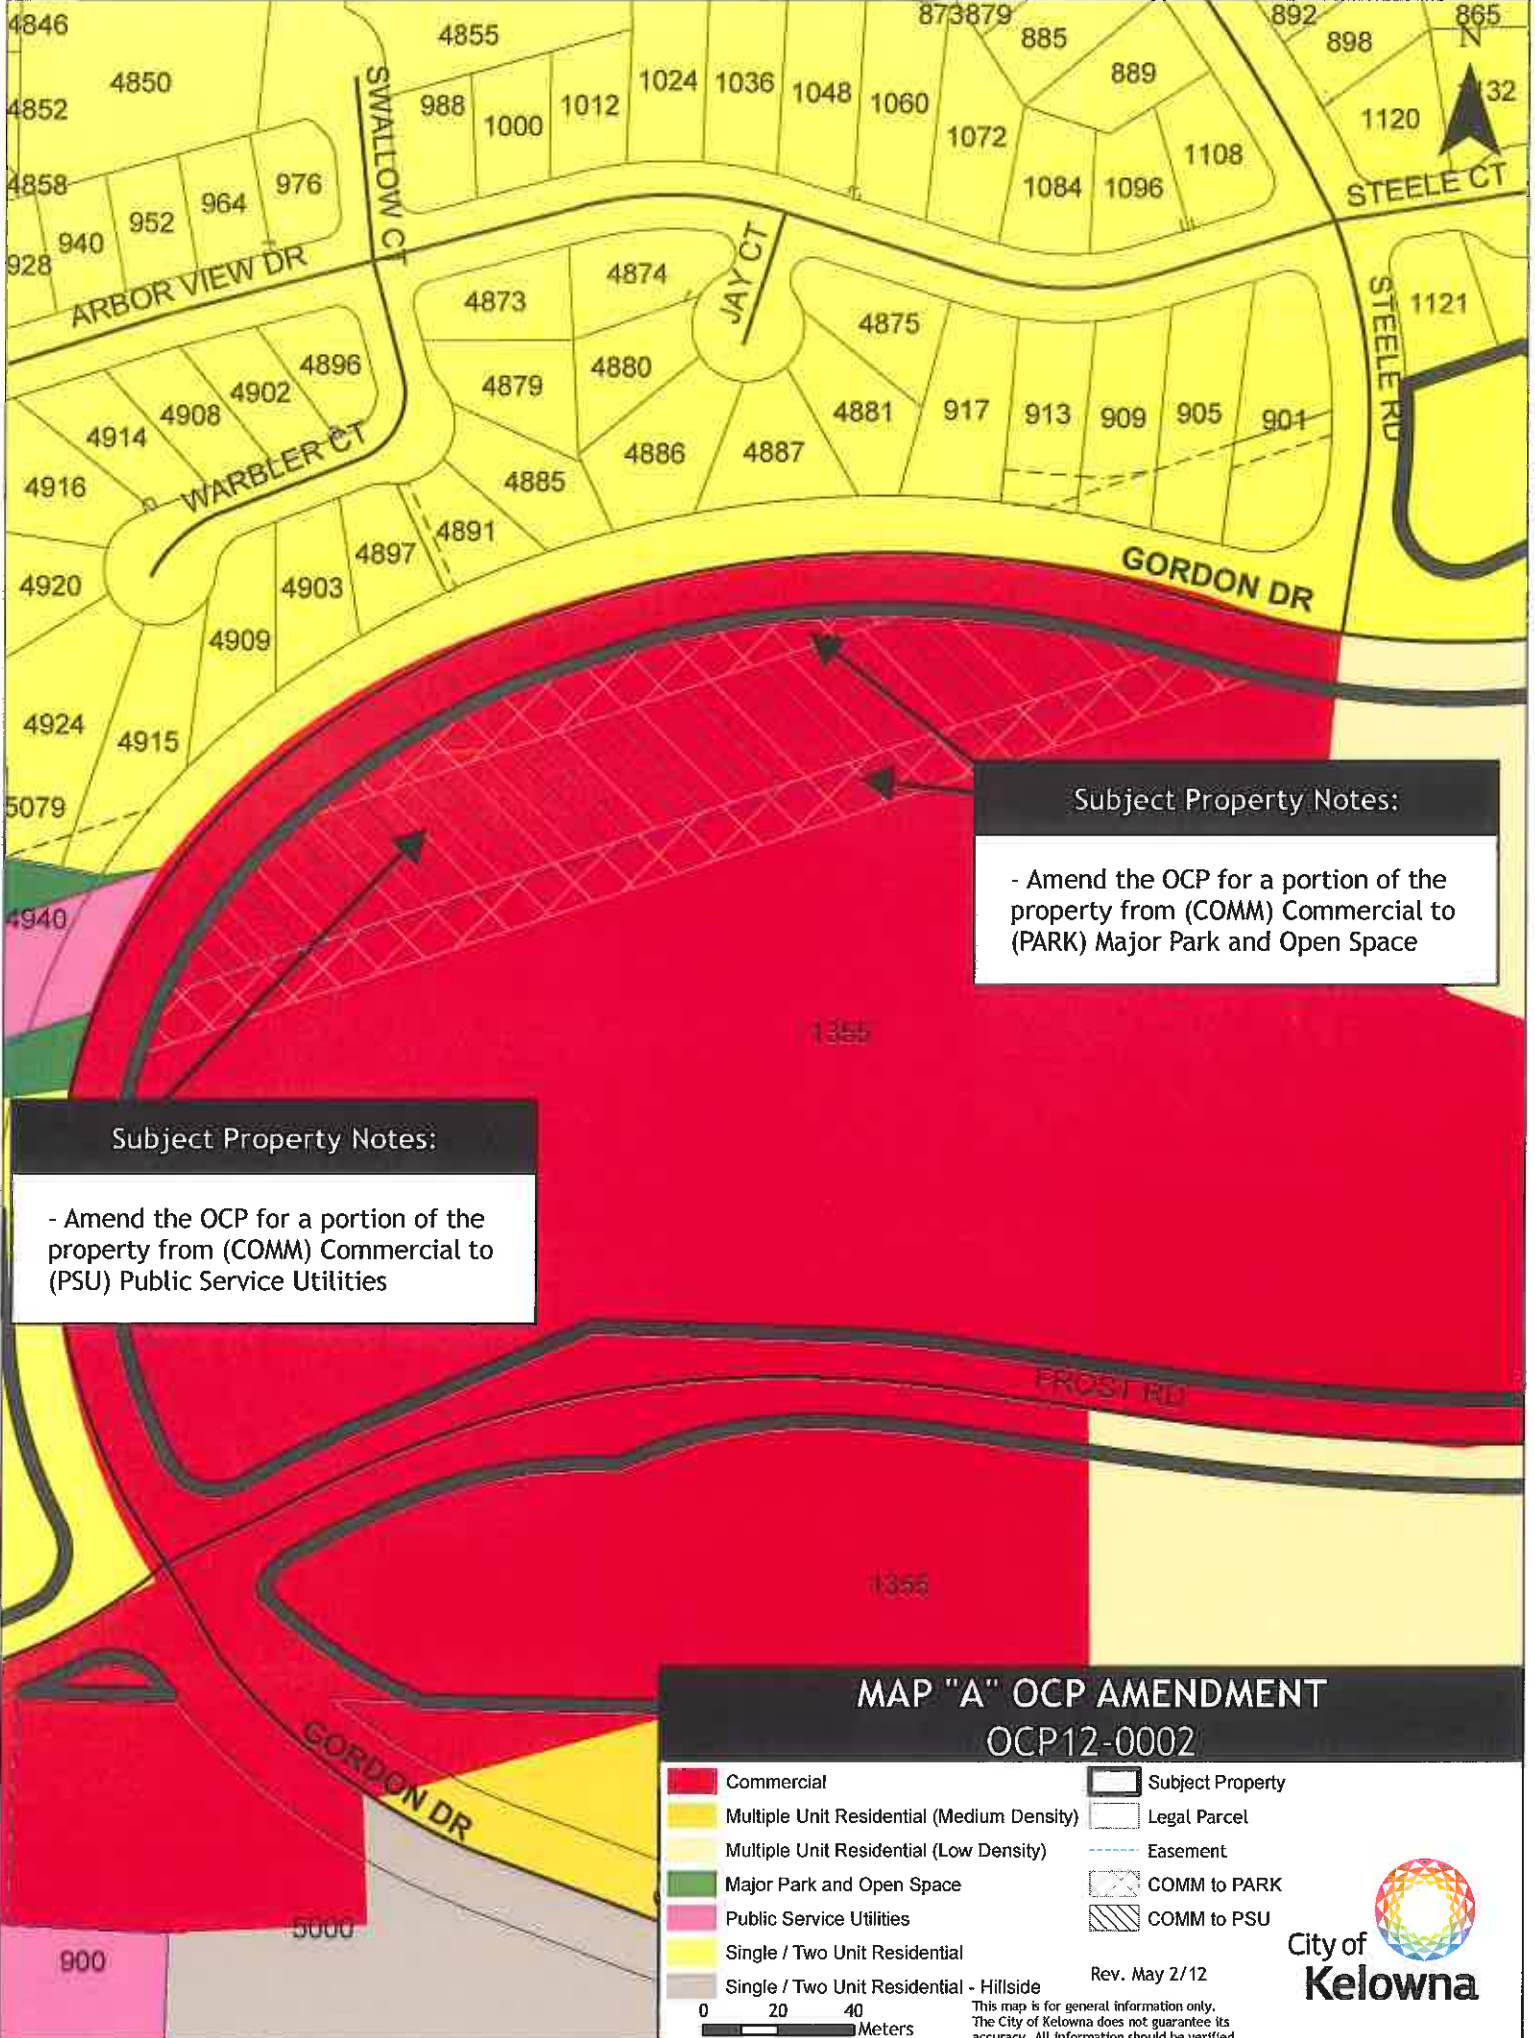 4846
4850
4852
4858
928
940
952
964
976
SWALLOW CT
4855
988
1000
1012
1024
1036
1048
1060
1072
873879
885
889
1084
1096
1108
892
898
865
N
1120
STEELE CT
ARBOR VIEW DR
4873
4874
JAY CT
4875
STEELE RD
1121
4896
4902
4908
4914
4916
WARBLER CT
4879
4880
4881
917
913
909
905
901
4886
4887
4885
4891
4897
4903
4909
4920
4924
4915
5079
4940
GORDON DR
Subject Property Notes:
- Amend the OCP for a portion of the
property from (COMM) Commercial to
(PARK) Major Park and Open Space
1355
Subject Property Notes:
- Amend the OCP for a portion of the
property from (COMM) Commercial to
(PSU) Public Service Utilities
FROST RD
1355
GORDON DR
5000
900
MAP "A" OCP AMENDMENT
OCP12-0002
Commercial
Multiple Unit Residential (Medium Density)
Multiple Unit Residential (Low Density)
Major Park and Open Space
Public Service Utilities
Single / Two Unit Residential
Single / Two Unit Residential - Hillside
Subject Property
Legal Parcel
Easement
COMM to PARK
COMM to PSU
Rev. May 2/12
City of
Kelowna
0 20 40
Meters
This map is for general information only.
The City of Kelowna does not guarantee its
accuracy. All information should be verified